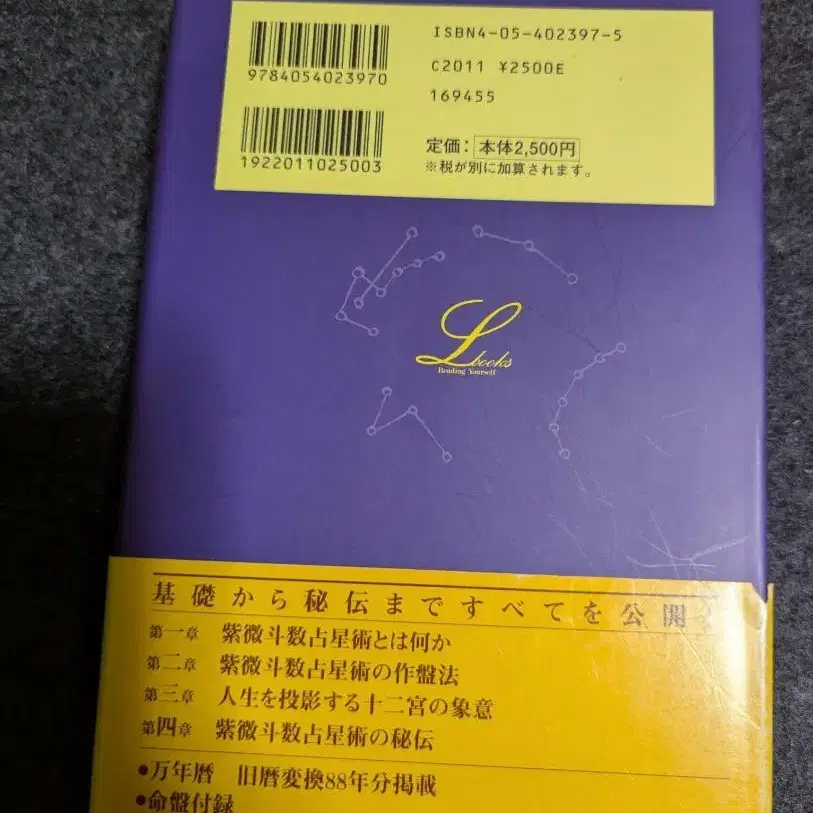 ISBN4-05-402397-5
9784054023970
C2011 ¥2500E
169455
1922011025003
定価: 本体2,500円
※税が別に加算されます。
L books
Reading Yourself
基礎から秘伝まですべてを公開
第一章 紫微斗数占星術とは何か
第二章 紫微斗数占星術の作盤法
第三章 人生を投影する十二宮の象意
第四章 紫微斗数占星術の秘伝
●万年暦 旧暦変換88年分掲載
●命盤付録